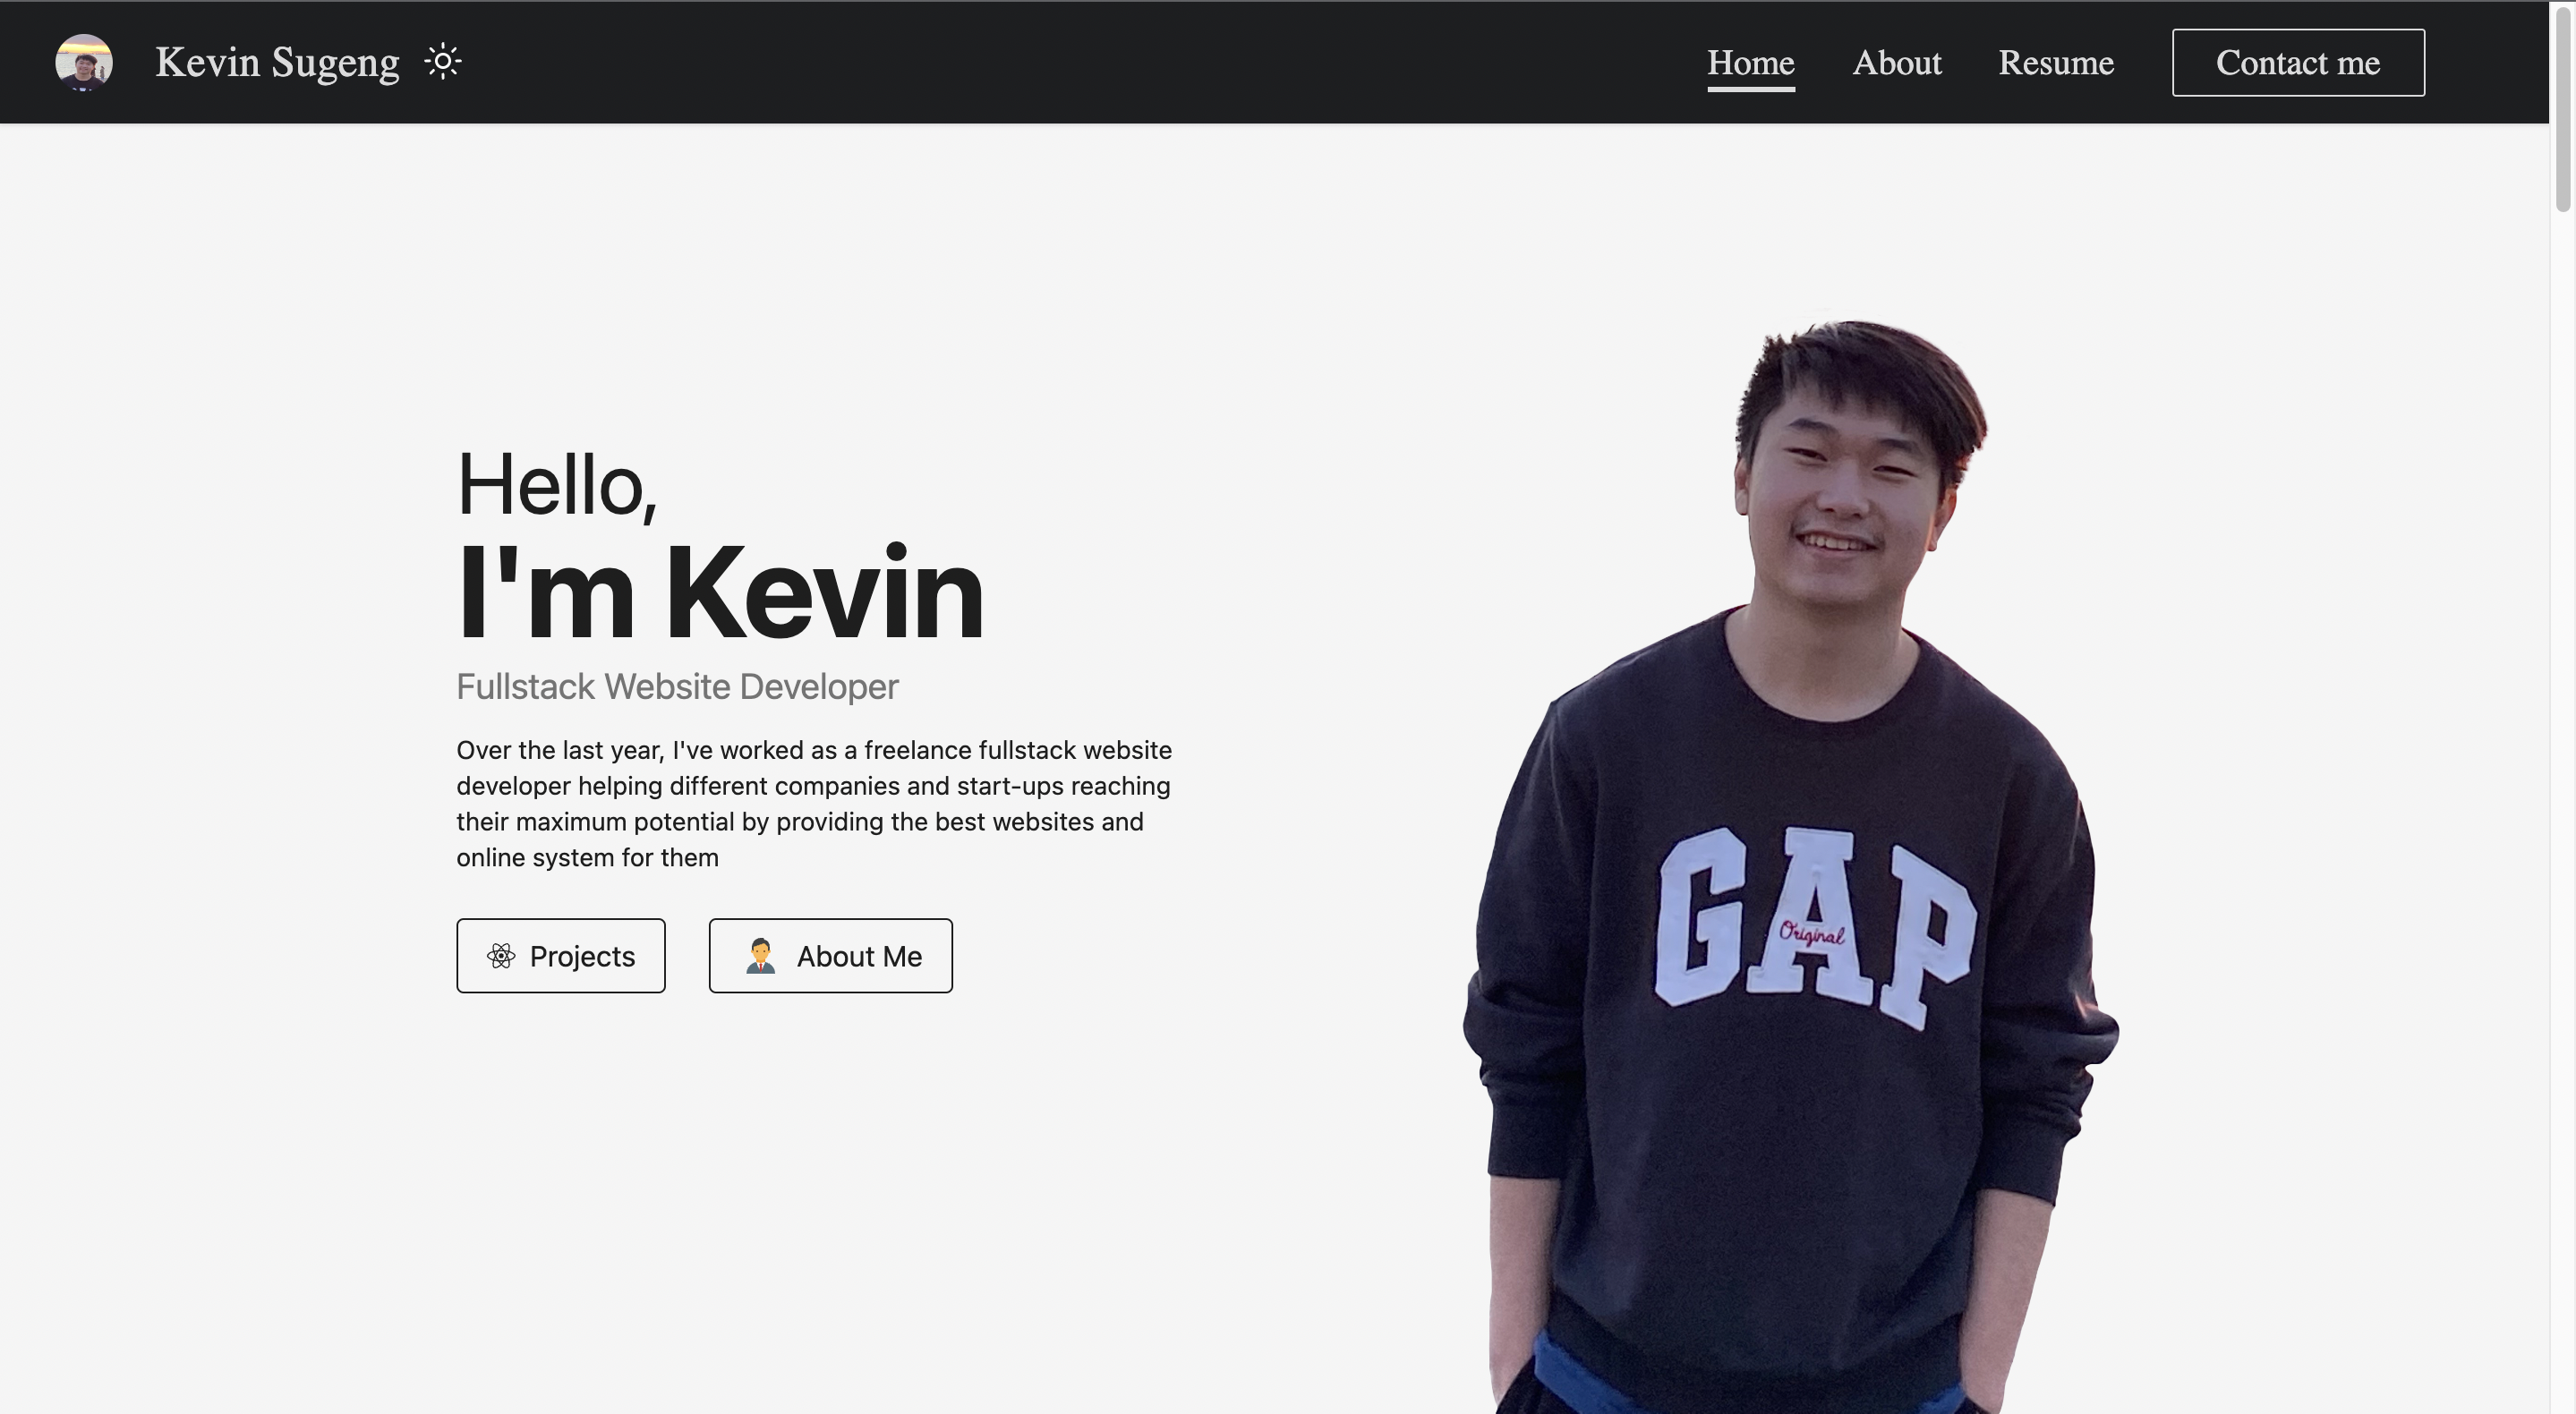 Kevin Sugeng
Home About Resume Contact me
Hello,
I'm Kevin
Fullstack Website Developer
Over the last year, I've worked as a freelance fullstack website
developer helping different companies and start-ups reaching
their maximum potential by providing the best websites and
online system for them
Projects About Me
GAP
Original